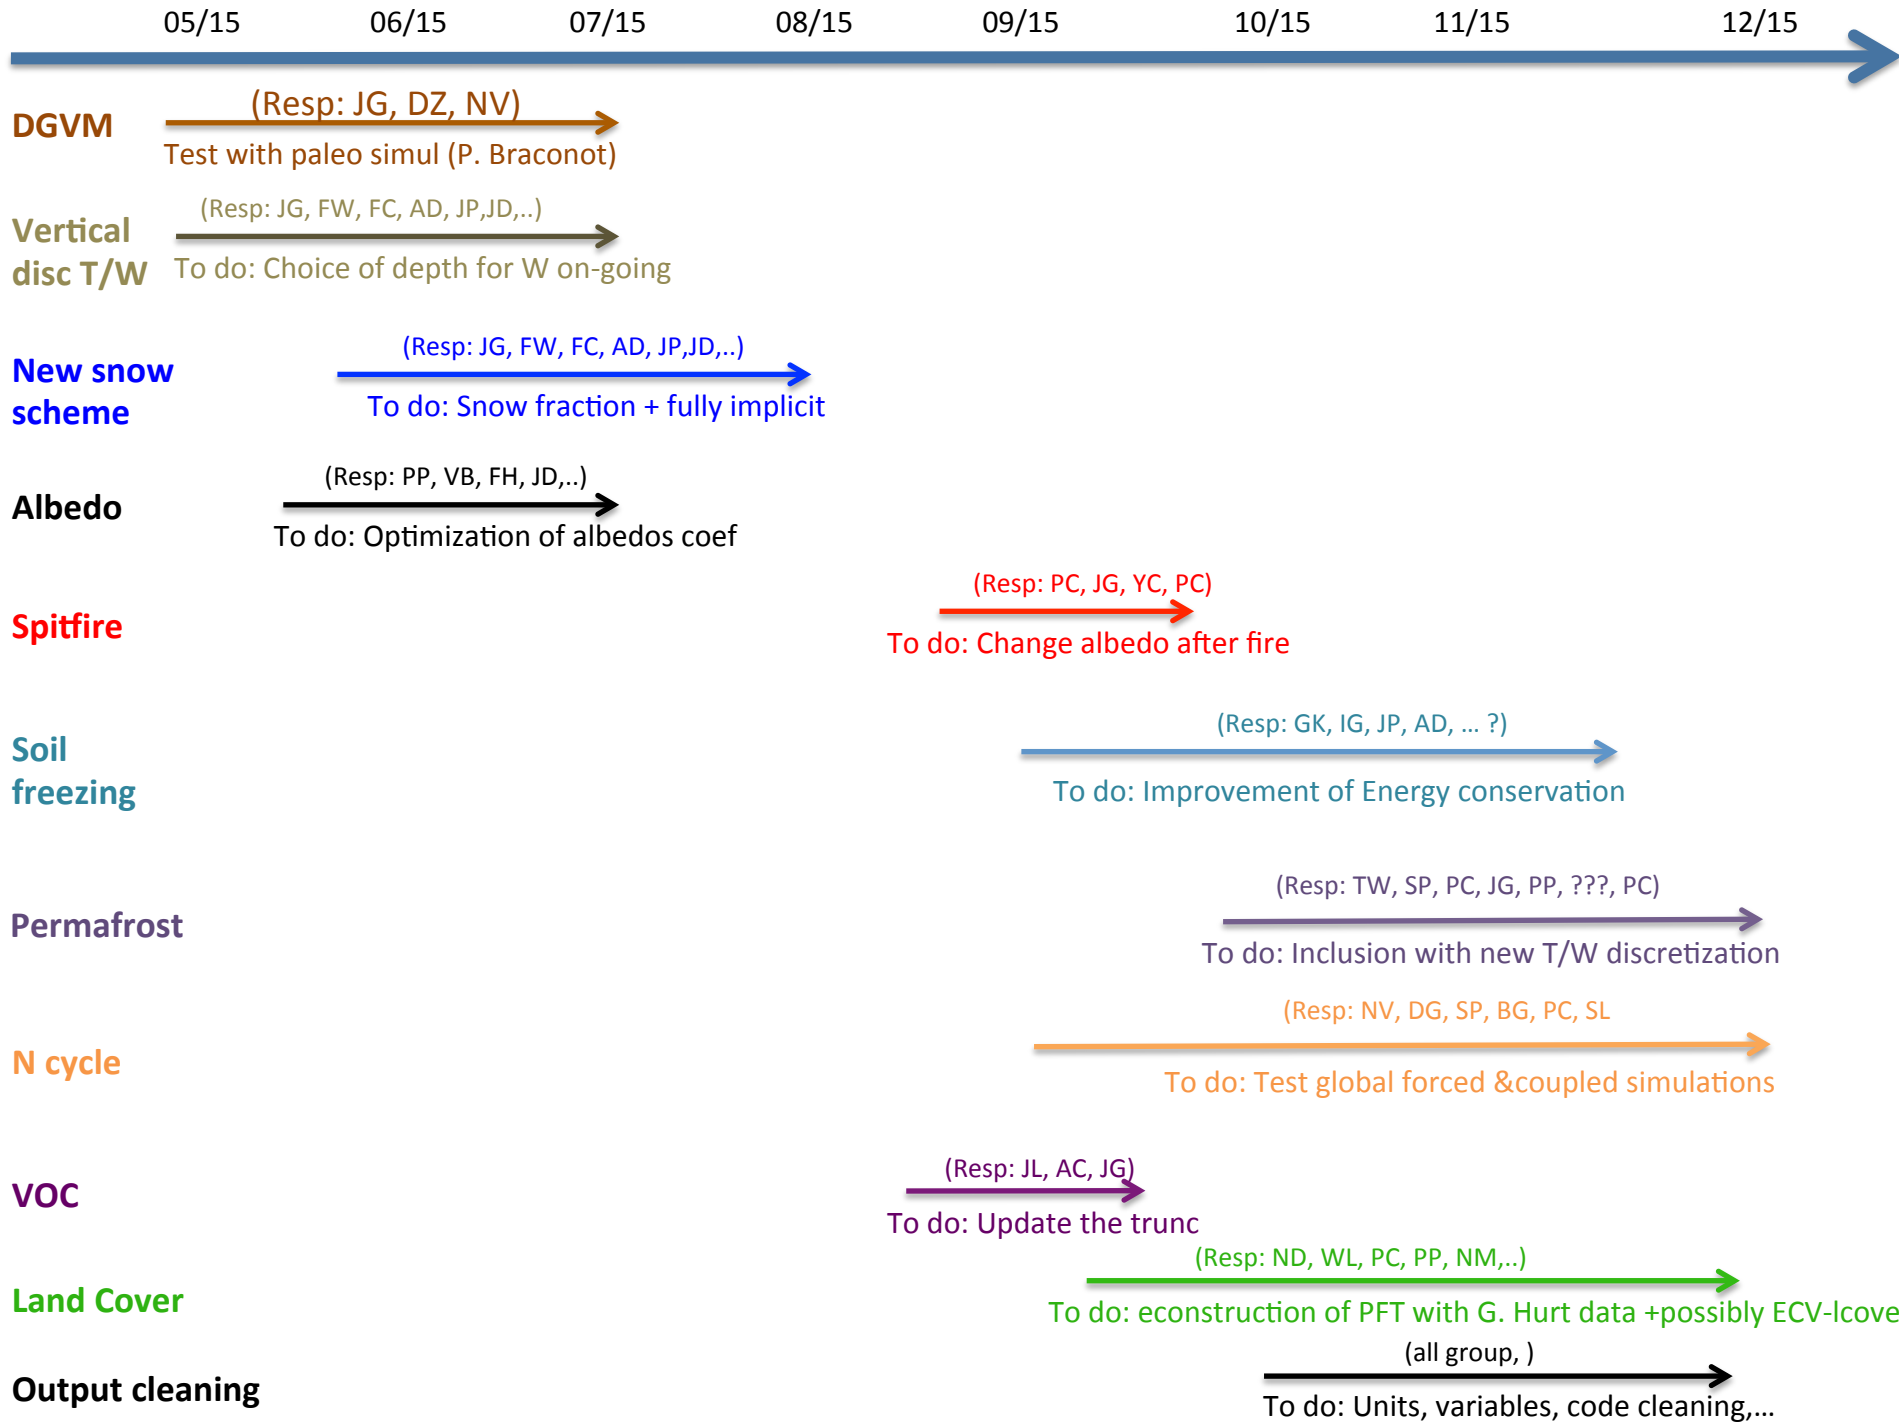 05/15 06/15 07/15 08/15 09/15 10/15 11/15 12/15
DGVM
(Resp: JG, DZ, NV)
Test with paleo simul (P. Braconot)
Vertical
disc T/W
(Resp: JG, FW, FC, AD, JP,JD,..)
To do: Choice of depth for W on-going
New snow
scheme
(Resp: JG, FW, FC, AD, JP,JD,..)
To do: Snow fraction + fully implicit
Albedo
(Resp: PP, VB, FH, JD,..)
To do: Optimization of albedos coef
Spitfire
(Resp: PC, JG, YC, PC)
To do: Change albedo after fire
Soil
freezing
(Resp: GK, IG, JP, AD, ... ?)
To do: Improvement of Energy conservation
Permafrost
(Resp: TW, SP, PC, JG, PP, ???, PC)
To do: Inclusion with new T/W discretization
N cycle
(Resp: NV, DG, SP, BG, PC, SL
To do: Test global forced &coupled simulations
VOC
(Resp: JL, AC, JG)
To do: Update the trunc
Land Cover
(Resp: ND, WL, PC, PP, NM,..)
To do: econstruction of PFT with G. Hurt data +possibly ECV-lcove
Output cleaning
(all group, )
To do: Units, variables, code cleaning,...